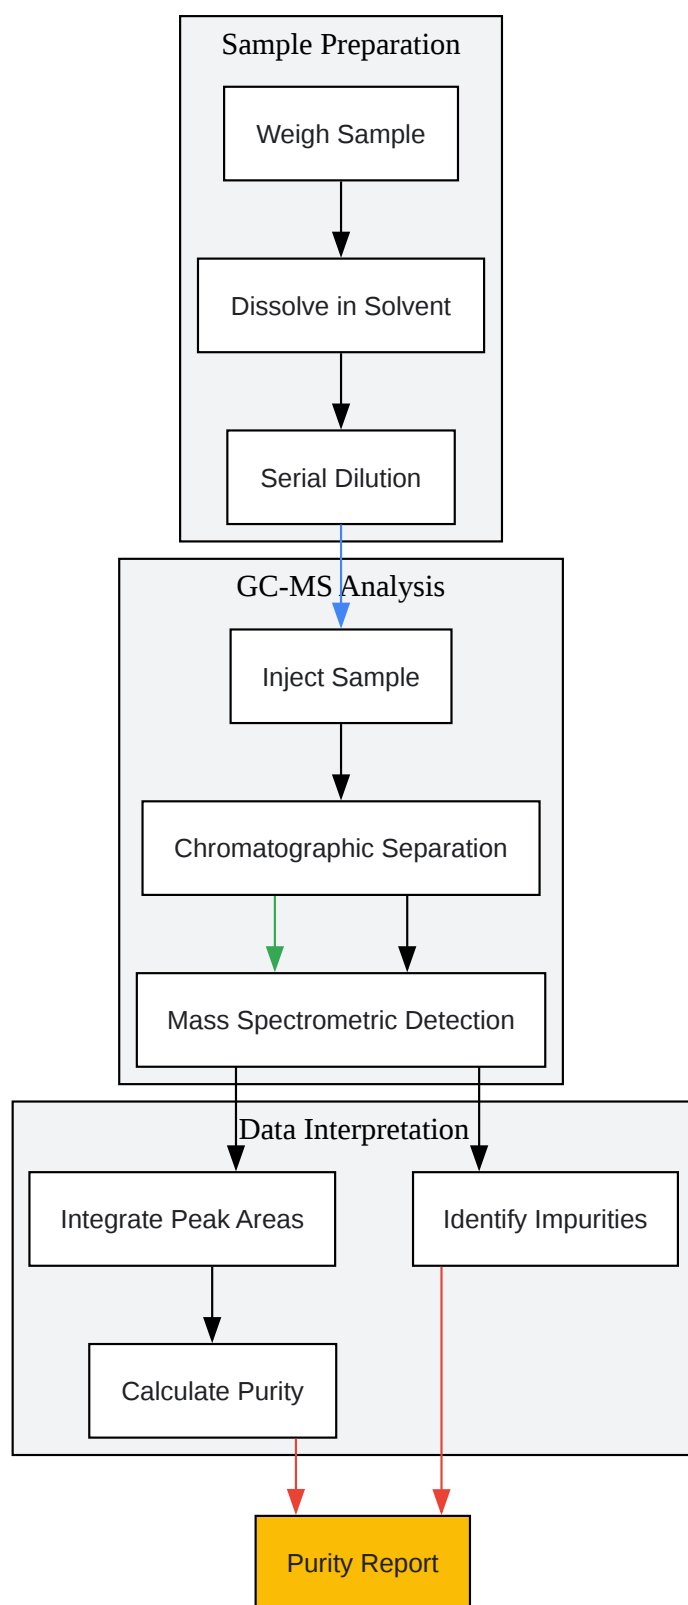 Sample Preparation
Weigh Sample
Dissolve in Solvent
Serial Dilution
GC-MS Analysis
Inject Sample
Chromatographic Separation
Mass Spectrometric Detection
Data Interpretation
Integrate Peak Areas
Identify Impurities
Calculate Purity
Purity Report